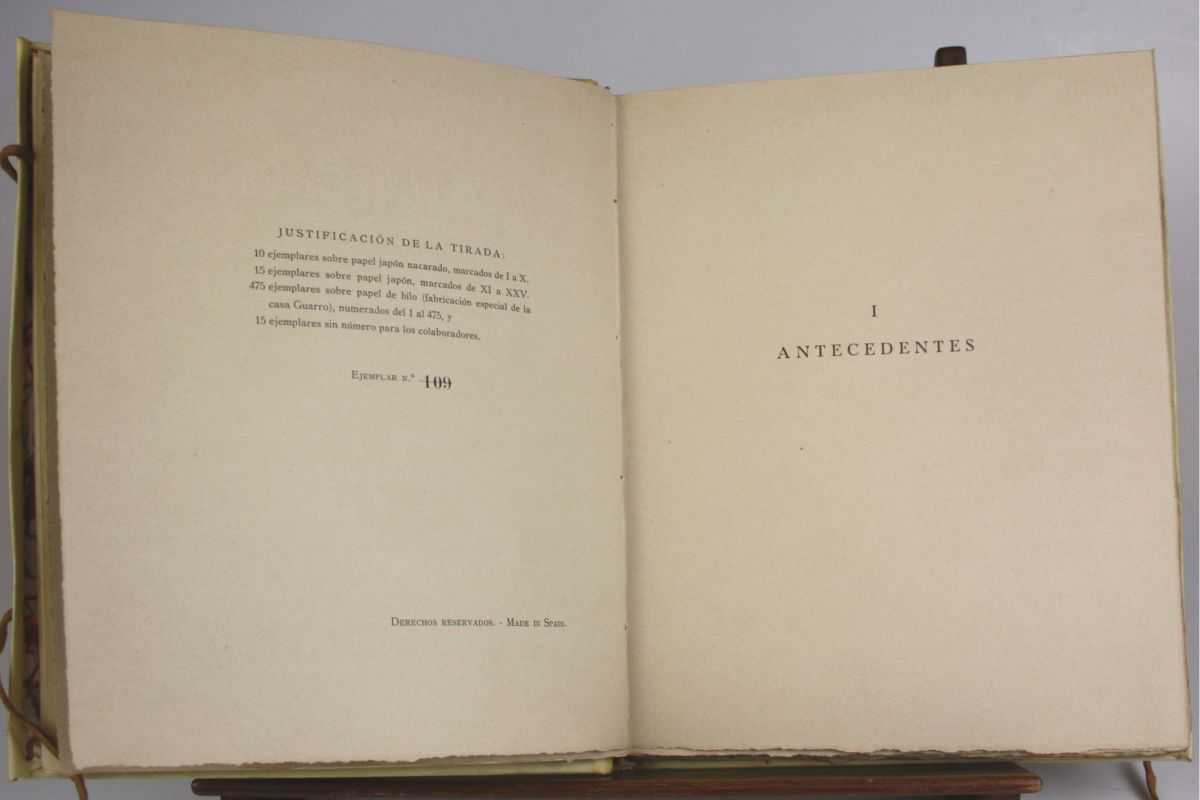 JUSTIFICACIÓN DE LA TIRADA:
10 ejemplares sobre papel japón nacarado, marcados de I a X.
15 ejemplares sobre papel japón, marcados de XI a XXV.
475 ejemplares sobre papel de hilo (fabricación especial de la
casa Guarro), numerados del 1 al 475, y
15 ejemplares sin número para los colaboradores.
EJEMPLAR N.º 109
DERECHOS RESERVADOS. - MADE IN SPAIN.
I
ANTECEDENTES